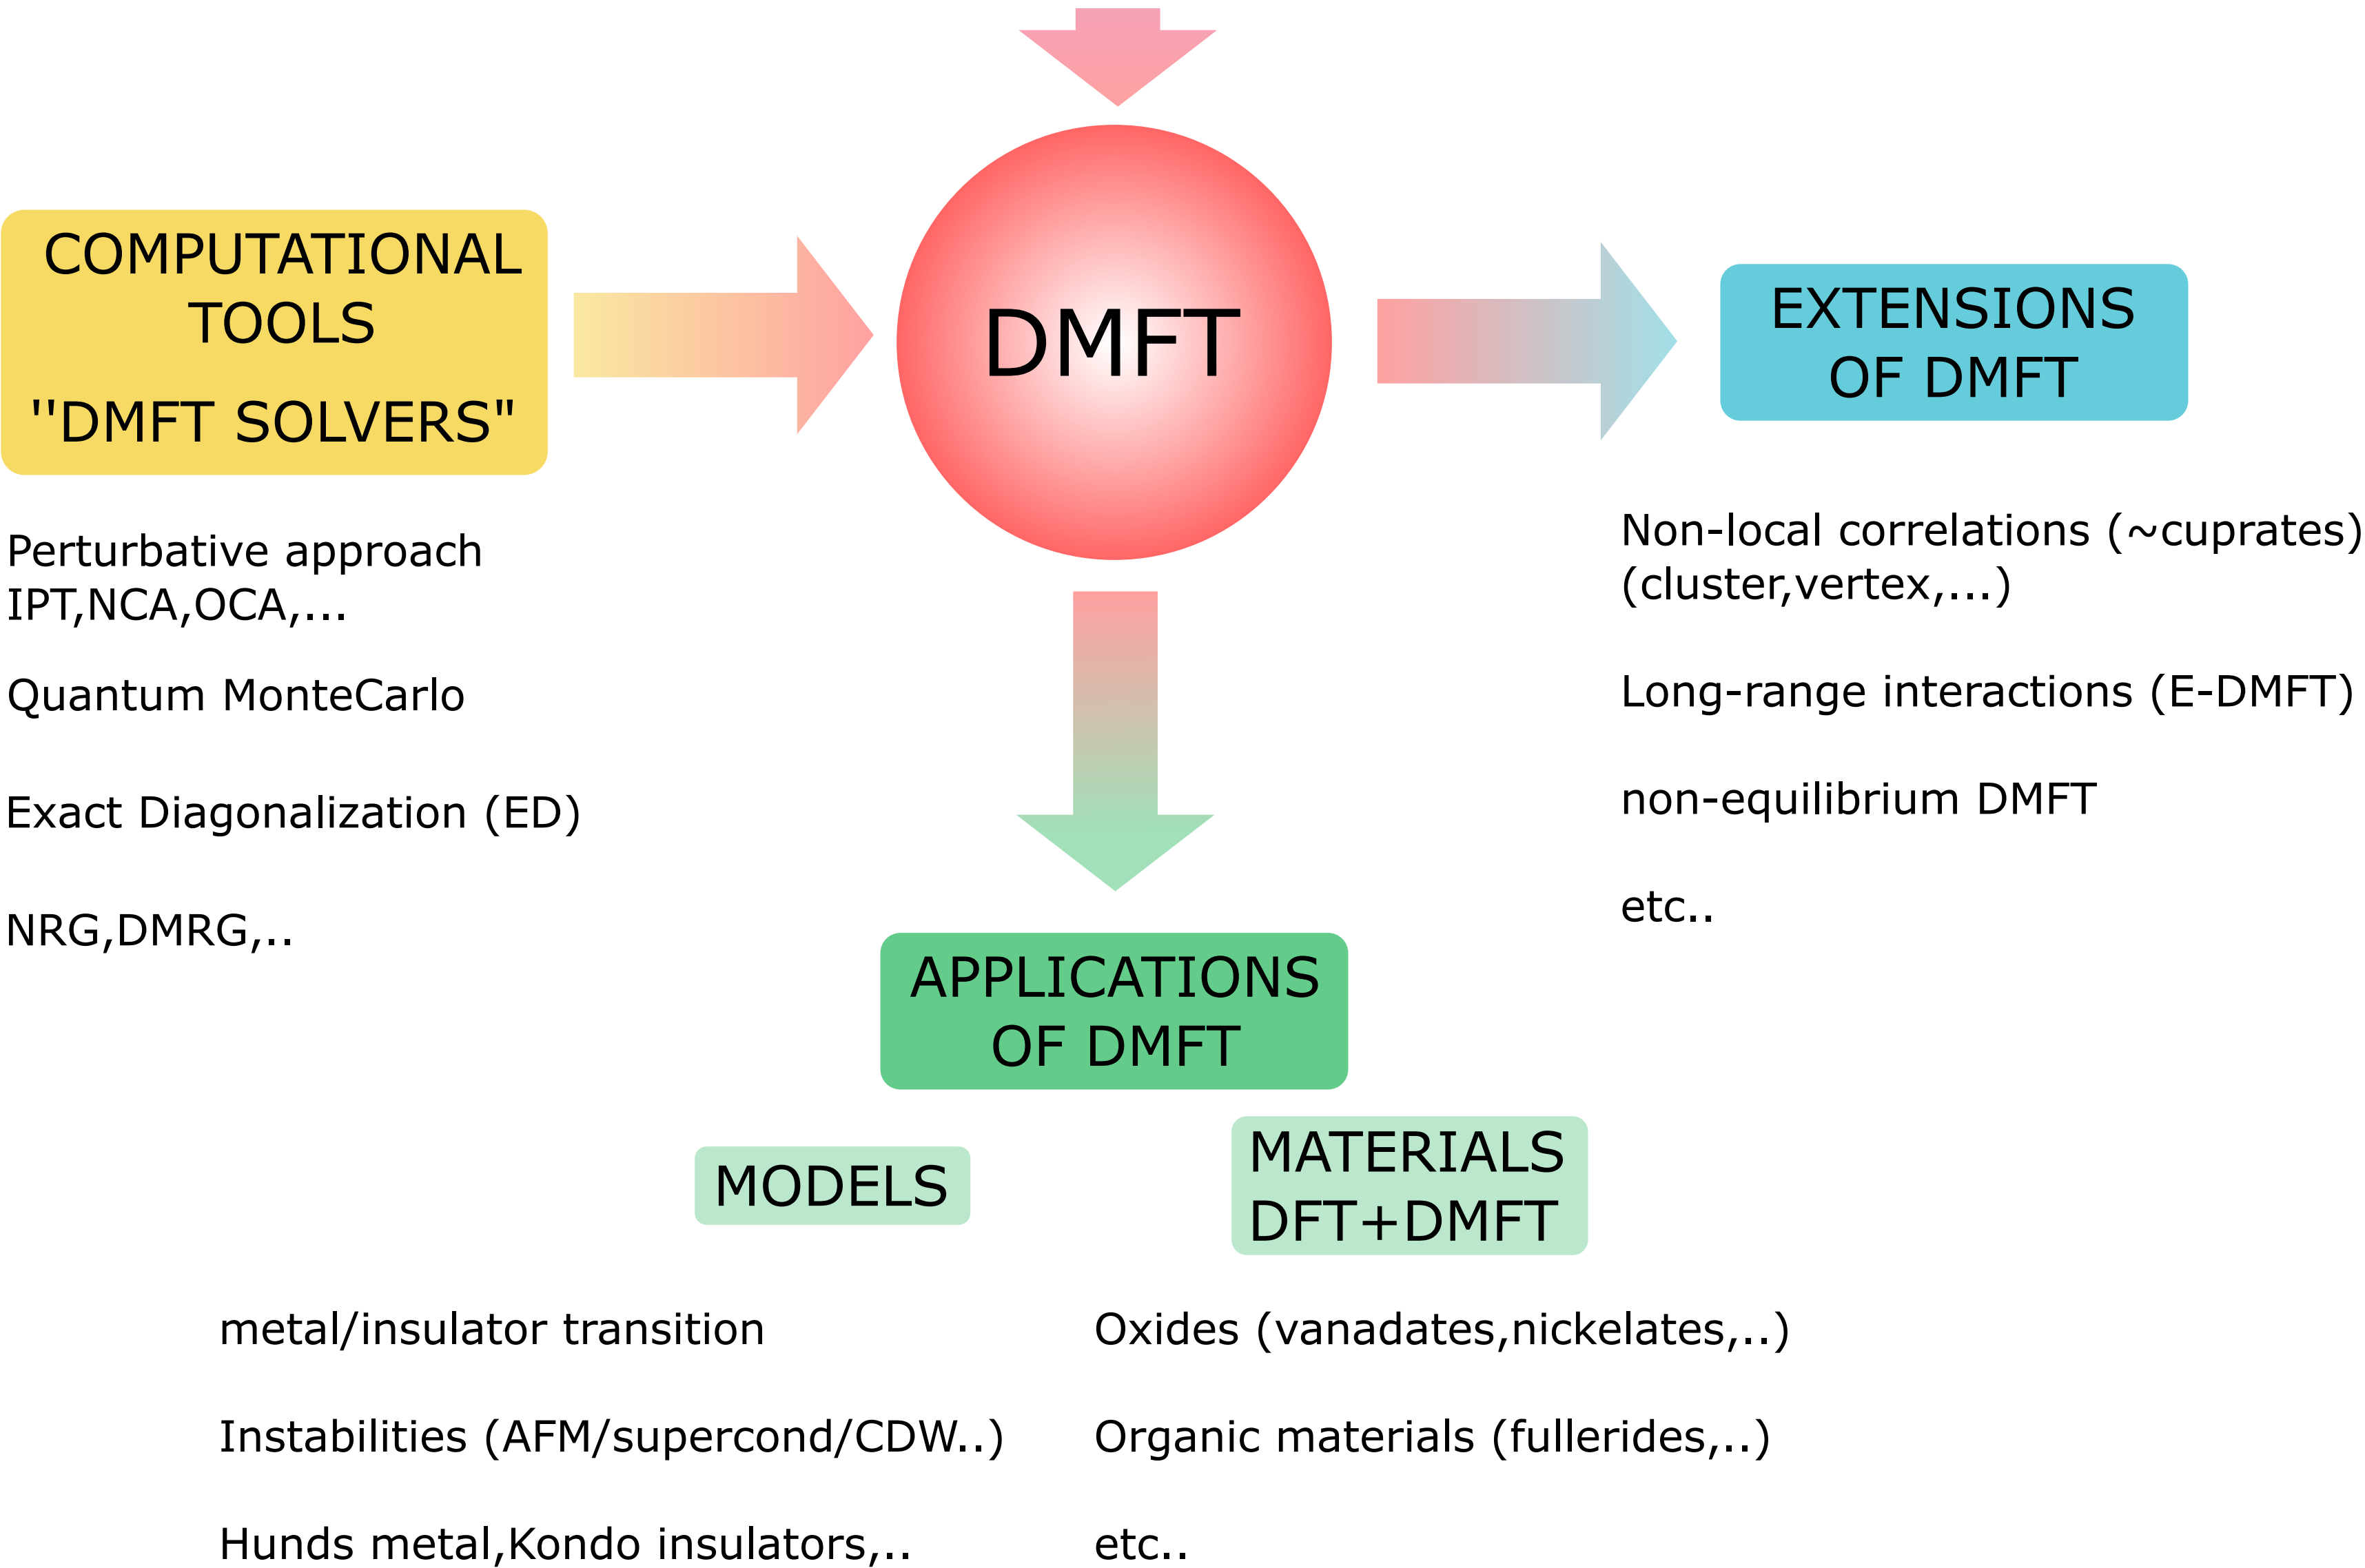 COMPUTATIONAL
TOOLS
''DMFT SOLVERS"
Perturbative approach
IPT,NCA,OCA,...
Quantum MonteCarlo
Exact Diagonalization (ED)
NRG,DMRG,..
DMFT
EXTENSIONS
OF DMFT
Non-local correlations (~cuprates)
(cluster,vertex,...)
Long-range interactions (E-DMFT)
non-equilibrium DMFT
etc..
APPLICATIONS
OF DMFT
MODELS
metal/insulator transition
Instabilities (AFM/supercond/CDW..)
Hunds metal,Kondo insulators,..
MATERIALS
DFT+DMFT
Oxides (vanadates,nickelates,..)
Organic materials (fullerides,..)
etc..